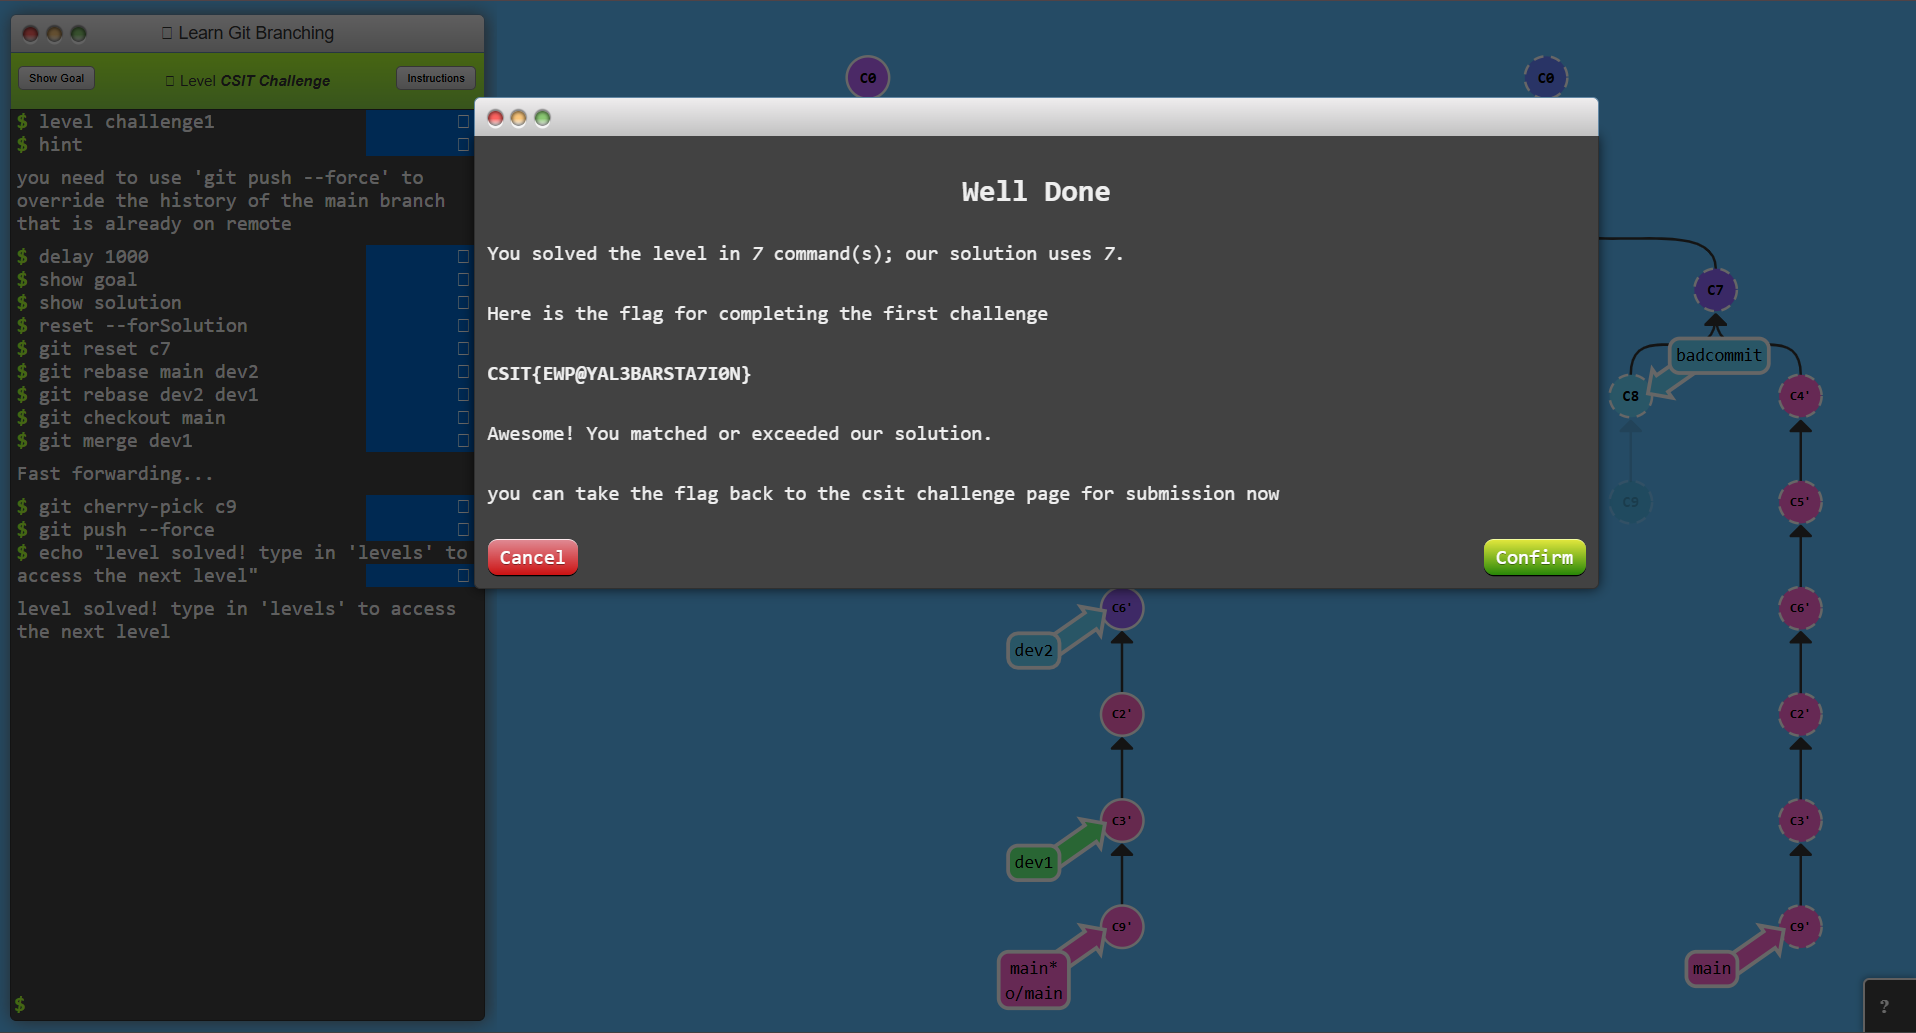 Learn Git Branching
Show Goal
Level CSIT Challenge
Instructions
$ level challenge1
$ hint
you need to use 'git push --force' to
override the history of the main branch
that is already on remote
$ delay 1000
$ show goal
$ show solution
$ reset --forSolution
$ git reset c7
$ git rebase main dev2
$ git rebase dev2 dev1
$ git checkout main
$ git merge dev1
Fast forwarding...
$ git cherry-pick c9
$ git push --force
$ echo "level solved! type in 'levels' to
access the next level"
level solved! type in 'levels' to access
the next level
$
Well Done
You solved the level in 7 command(s); our solution uses 7.
Here is the flag for completing the first challenge
CSIT{EWP@YAL3BARSTA7I0N}
Awesome! You matched or exceeded our solution.
you can take the flag back to the csit challenge page for submission now
Cancel
Confirm
C0
C6'
dev2
C2'
C3'
dev1
C9'
main*
o/main
C0
C7
badcommit
C8
C4'
C9
C5'
C6'
C2'
C3'
C9'
main
?